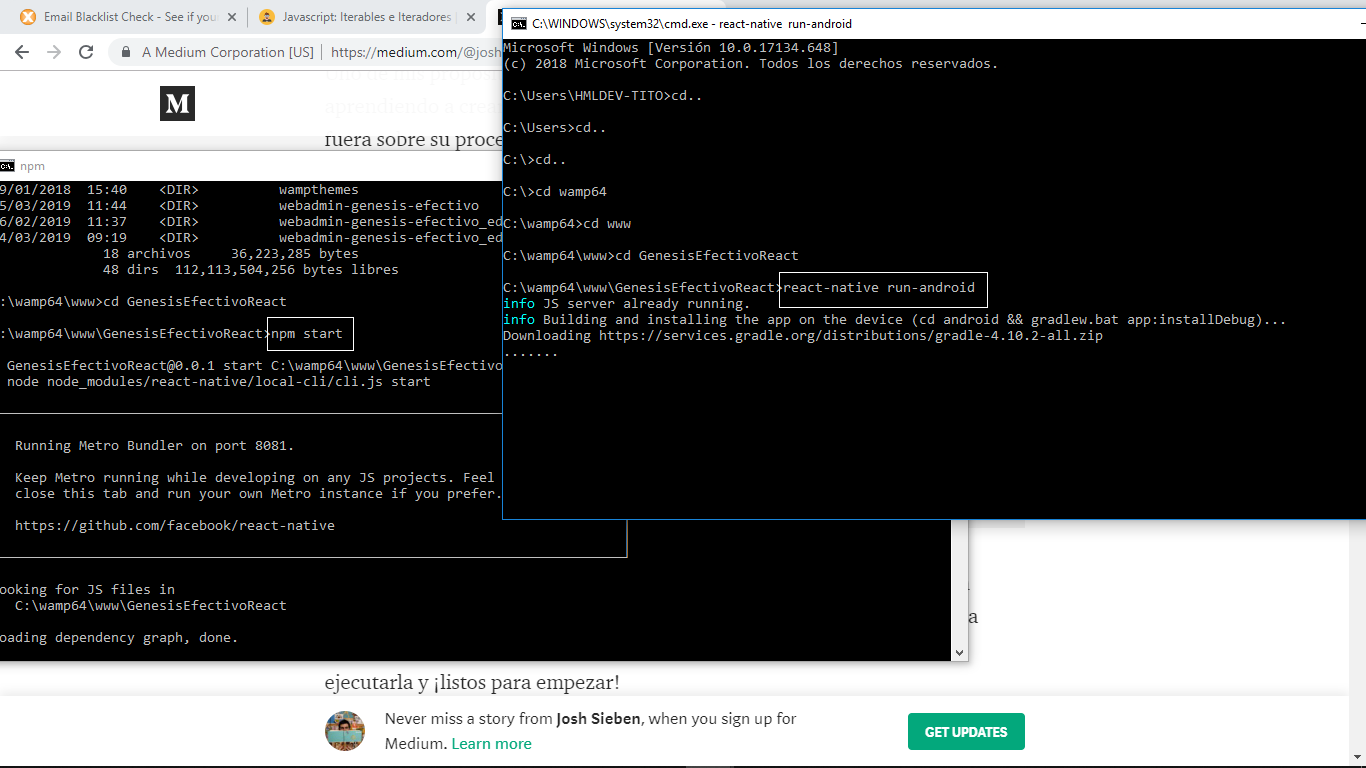 Email Blacklist Check - See if your
Javascript: Iterables e Iteradores |
A Medium Corporation [US] | https://medium.com/@josh
M
aprendiendo a crea
fuera sobre su proce
npm
9/01/2018 15:40 <DIR> wampthemes
5/03/2019 11:44 <DIR> webadmin-genesis-efectivo
6/02/2019 11:37 <DIR> webadmin-genesis-efectivo_ed
4/03/2019 09:19 <DIR> webadmin-genesis-efectivo_ed
18 archivos 36,223,285 bytes
48 dirs 112,113,504,256 bytes libres
:\wamp64\www>cd GenesisEfectivoReact
:\wamp64\www\GenesisEfectivoReact>npm start
GenesisEfectivoReact@0.0.1 start C:\wamp64\www\GenesisEfectivo
node node_modules/react-native/local-cli/cli.js start
Running Metro Bundler on port 8081.
Keep Metro running while developing on any JS projects. Feel
close this tab and run your own Metro instance if you prefer.
https://github.com/facebook/react-native
ooking for JS files in
C:\wamp64\www\GenesisEfectivoReact
oading dependency graph, done.
C:\WINDOWS\system32\cmd.exe - react-native run-android
Microsoft Windows [Versión 10.0.17134.648]
(c) 2018 Microsoft Corporation. Todos los derechos reservados.
C:\Users\HMLDEV-TITO>cd..
C:\Users>cd..
C:\>cd..
C:\>cd wamp64
C:\wamp64>cd www
C:\wamp64\www>cd GenesisEfectivoReact
C:\wamp64\www\GenesisEfectivoReact>react-native run-android
info JS server already running.
info Building and installing the app on the device (cd android && gradlew.bat app:installDebug)...
Downloading https://services.gradle.org/distributions/gradle-4.10.2-all.zip
.......
a
ejecutarla y ¡listos para empezar!
Never miss a story from Josh Sieben, when you sign up for
Medium. Learn more
GET UPDATES